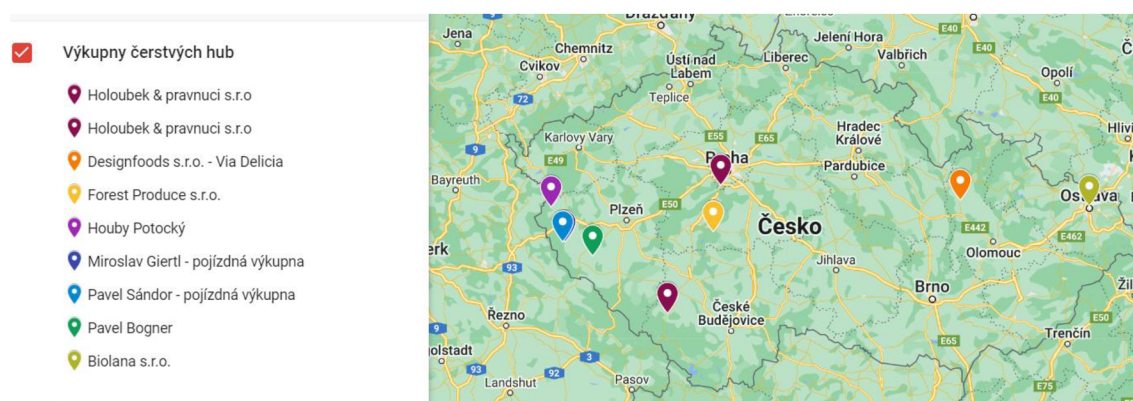 Výkupny čerstvých hub
Holoubek & pravnuci s.r.o
Holoubek & pravnuci s.r.o
Designfoods s.r.o. - Via Delicia
Forest Produce s.r.o.
Houby Potocký
Miroslav Giertl - pojízdná výkupna
Pavel Sándor - pojízdná výkupna
Pavel Bogner
Biolana s.r.o.
Drážďany
Jena
Chemnitz
Cvikov
Ústí nad
Labem
Teplice
Liberec
Jelení Hora
Valbřich
E40
E40
Opolí
E40
72
Karlovy Vary
E49
9
Bayreuth
E55
E65
Praha
Hradec
Králové
Pardubice
Ostrava
Plzeň
E50
Česko
E442
Olomouc
E462
Jihlava
93
Brno
Řezno
České
Budějovice
E50
9
E65
Trenčín
3
93
92
Landshut
Pasov
E75